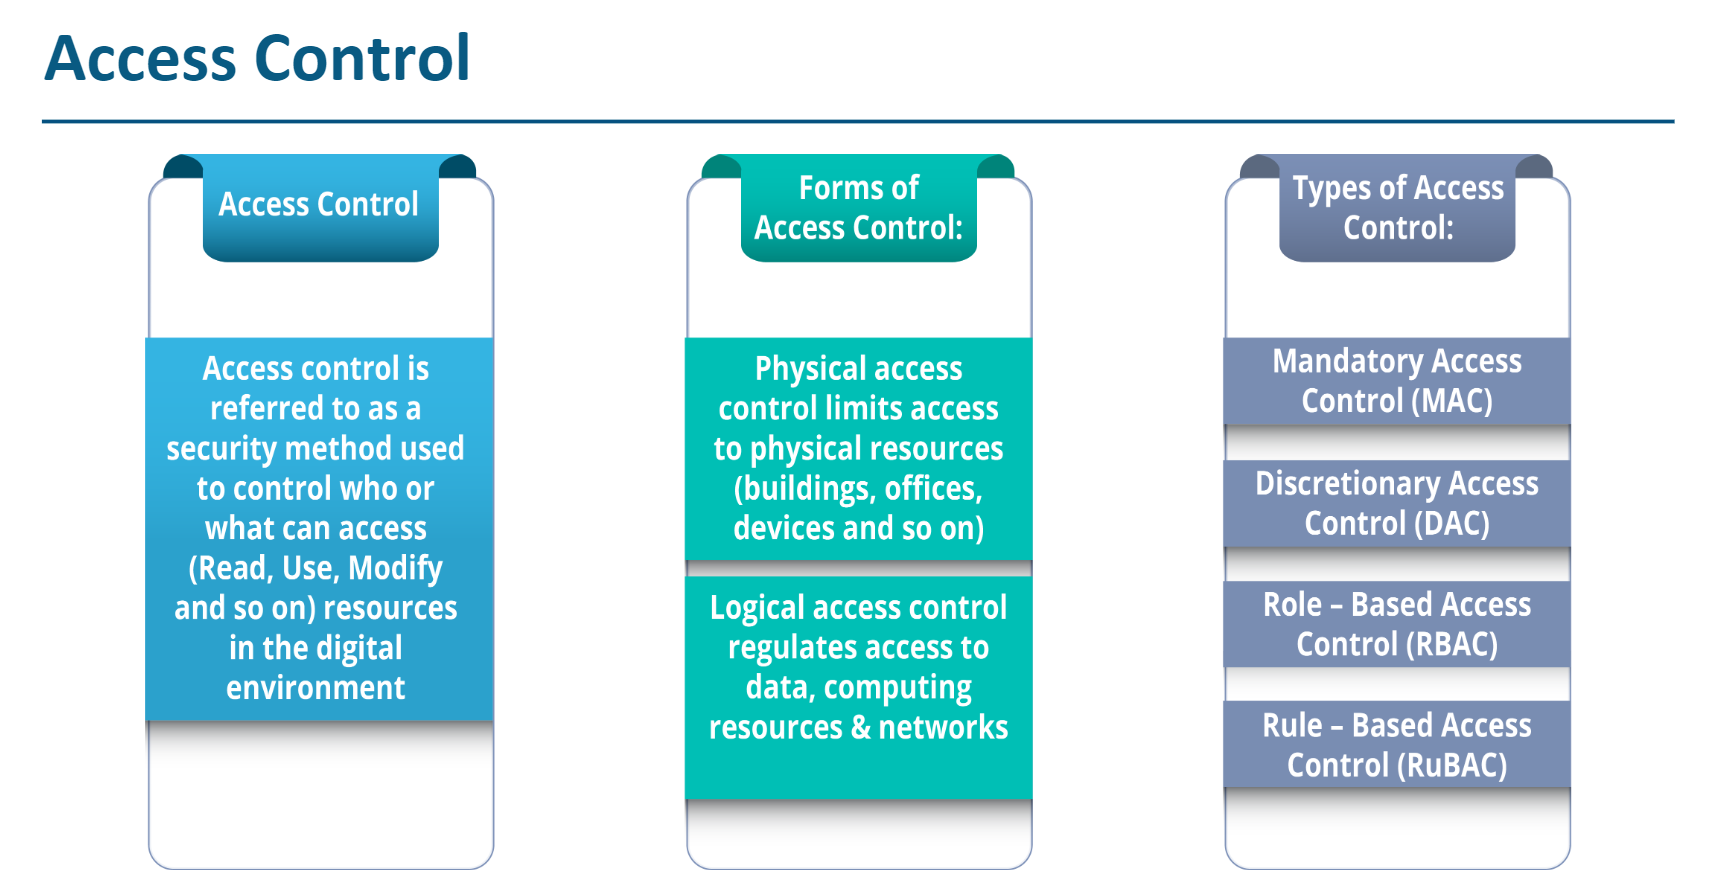 Access Control
Access Control
Access control is
referred to as a
security method used
to control who or
what can access
(Read, Use, Modify
and so on) resources
in the digital
environment
Forms of
Access Control:
Physical access
control limits access
to physical resources
(buildings, offices,
devices and so on)
Logical access control
regulates access to
data, computing
resources & networks
Types of Access
Control:
Mandatory Access
Control (MAC)
Discretionary Access
Control (DAC)
Role – Based Access
Control (RBAC)
Rule – Based Access
Control (RuBAC)